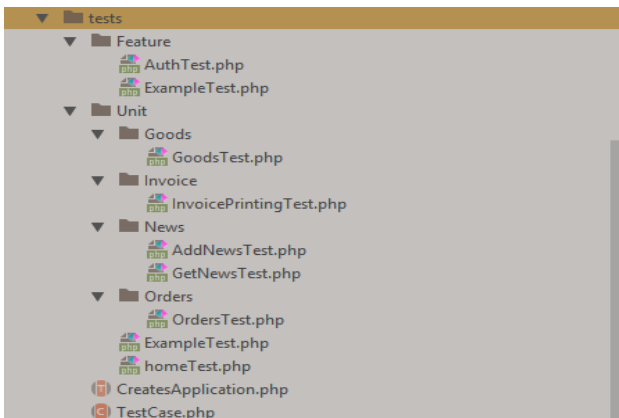 tests
Feature
AuthTest.php
ExampleTest.php
Unit
Goods
GoodsTest.php
Invoice
InvoicePrintingTest.php
News
AddNewsTest.php
GetNewsTest.php
Orders
OrdersTest.php
ExampleTest.php
homeTest.php
CreatesApplication.php
TestCase.php